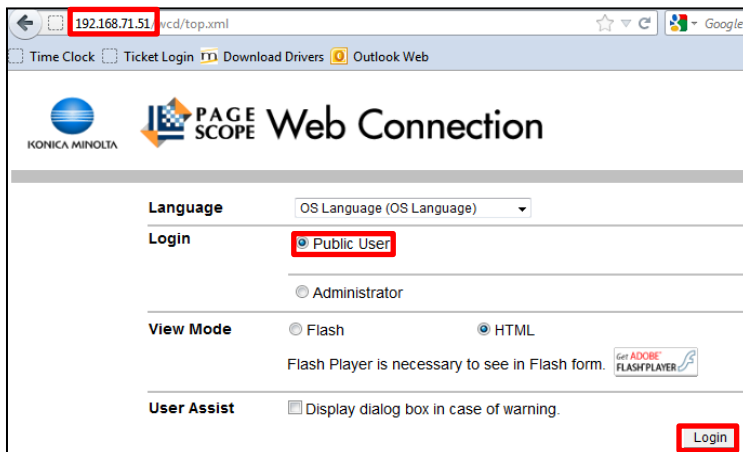 192.168.71.51/wcd/top.xml Google
Time Clock Ticket Login Download Drivers Outlook Web
KONICA MINOLTA PAGE SCOPE Web Connection
Language OS Language (OS Language)
Login Public User
Administrator
View Mode Flash HTML
Flash Player is necessary to see in Flash form. Get ADOBE FLASH PLAYER
User Assist Display dialog box in case of warning.
Login